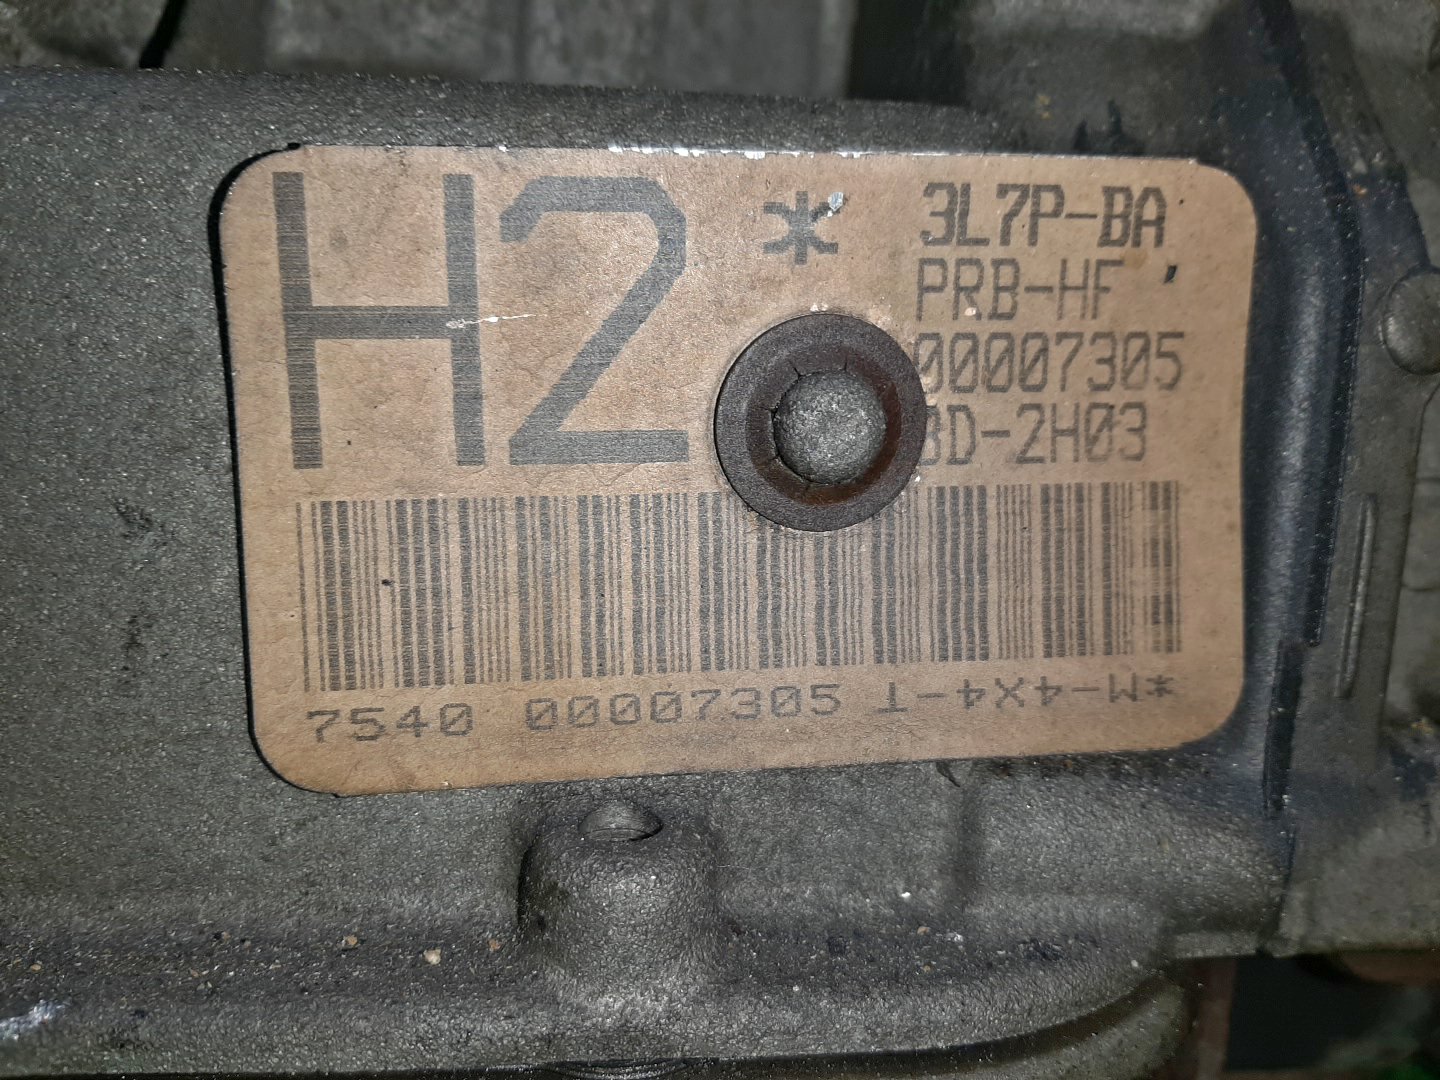 H2 *
3L7P-BA
PRB-HF
00007305
BD-2H03
7540 00007305
*M-4X4-T